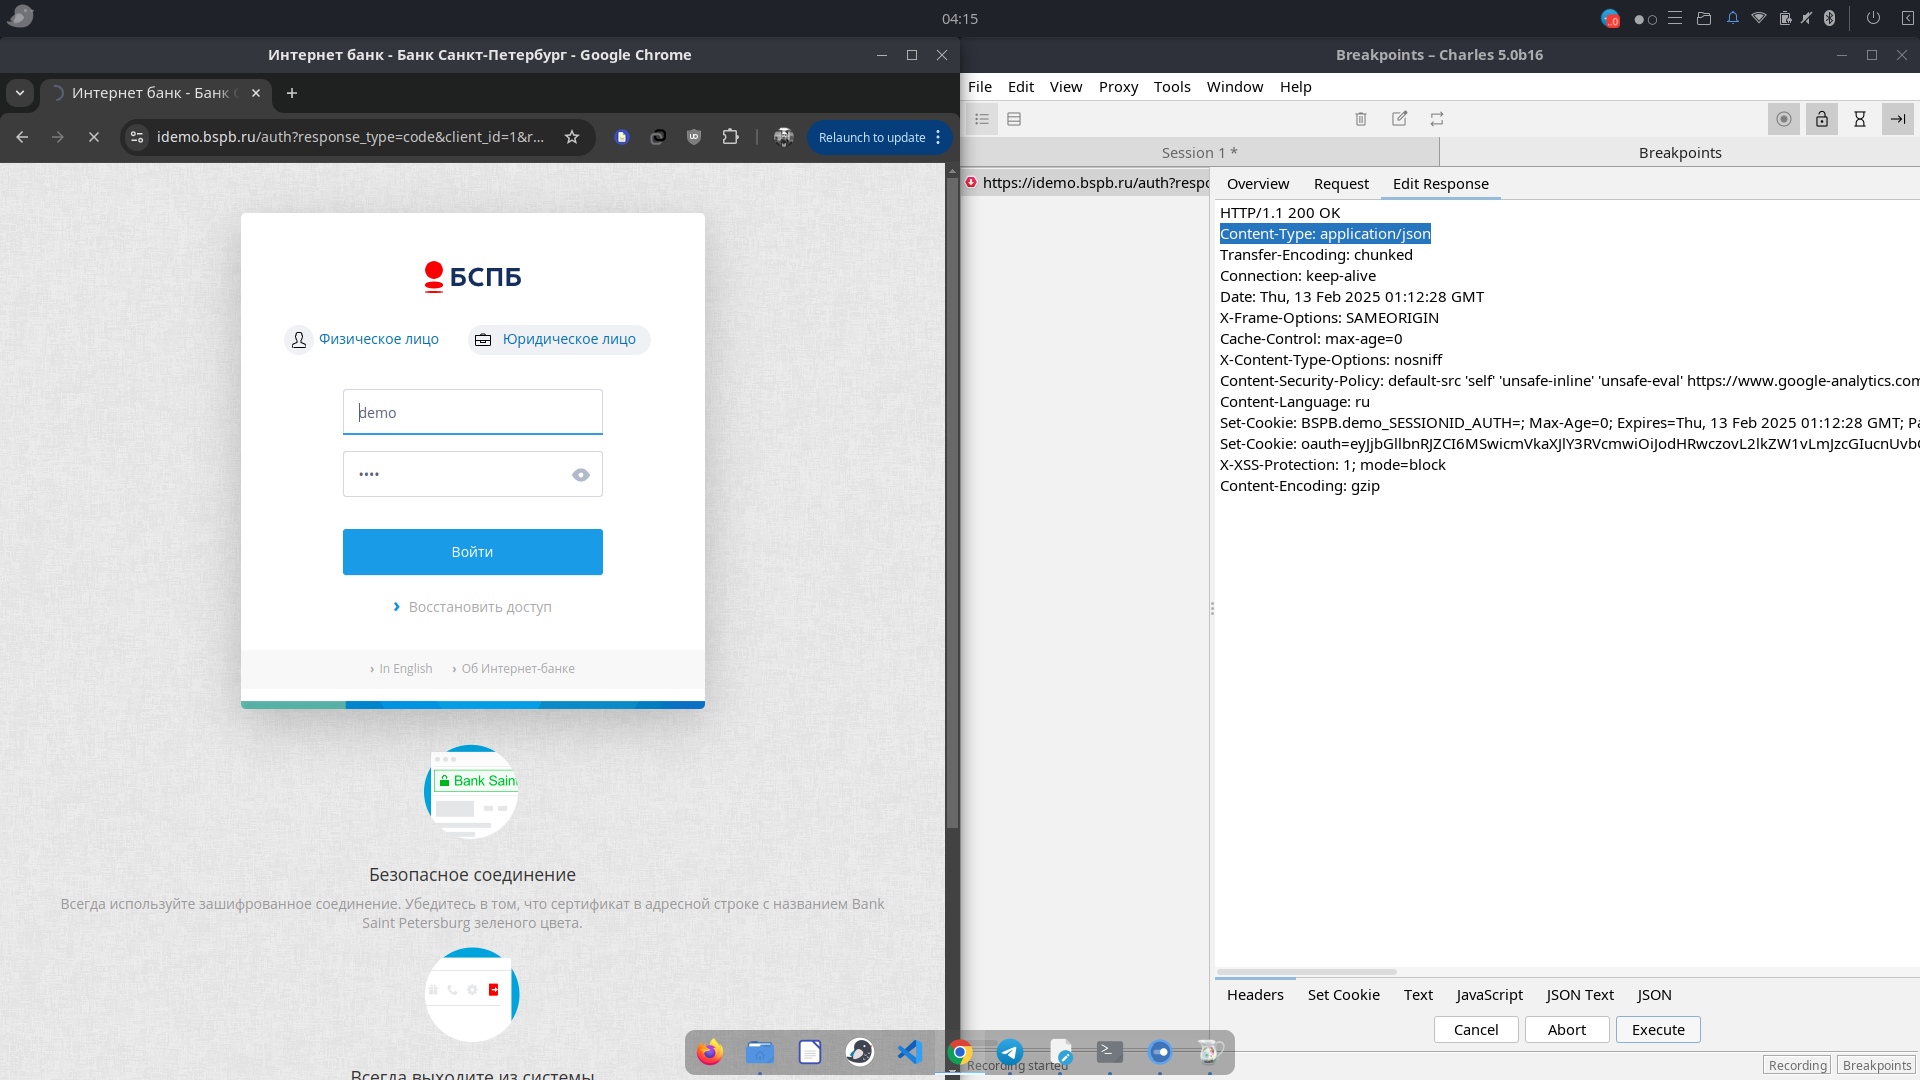 04:15
Интернет банк - Банк Санкт-Петербург - Google Chrome
Breakpoints – Charles 5.0b16
Интернет банк - Банк
File Edit View Proxy Tools Window Help
idemo.bspb.ru/auth?response_type=code&client_id=1&r...
Relaunch to update
Session 1 *
Breakpoints
https://idemo.bspb.ru/auth?respo
Overview
Request
Edit Response
HTTP/1.1 200 OK
Content-Type: application/json
Transfer-Encoding: chunked
Connection: keep-alive
Date: Thu, 13 Feb 2025 01:12:28 GMT
X-Frame-Options: SAMEORIGIN
Cache-Control: max-age=0
X-Content-Type-Options: nosniff
Content-Security-Policy: default-src 'self' 'unsafe-inline' 'unsafe-eval' https://www.google-analytics.com
Content-Language: ru
Set-Cookie: BSPB.demo_SESSIONID_AUTH=; Max-Age=0; Expires=Thu, 13 Feb 2025 01:12:28 GMT; Pa
X-XSS-Protection: 1; mode=block
Content-Encoding: gzip
БСПБ
Физическое лицо
Юридическое лицо
demo
••••
Войти
Восстановить доступ
In English
Об Интернет-банке
Bank Sain
Безопасное соединение
Всегда используйте зашифрованное соединение. Убедитесь в том, что сертификат в адресной строке с названием Bank
Saint Petersburg зеленого цвета.
Всегда выходите из системы
Headers
Set Cookie
Text
JavaScript
JSON Text
JSON
Cancel
Abort
Execute
Recording started
Recording
Breakpoints